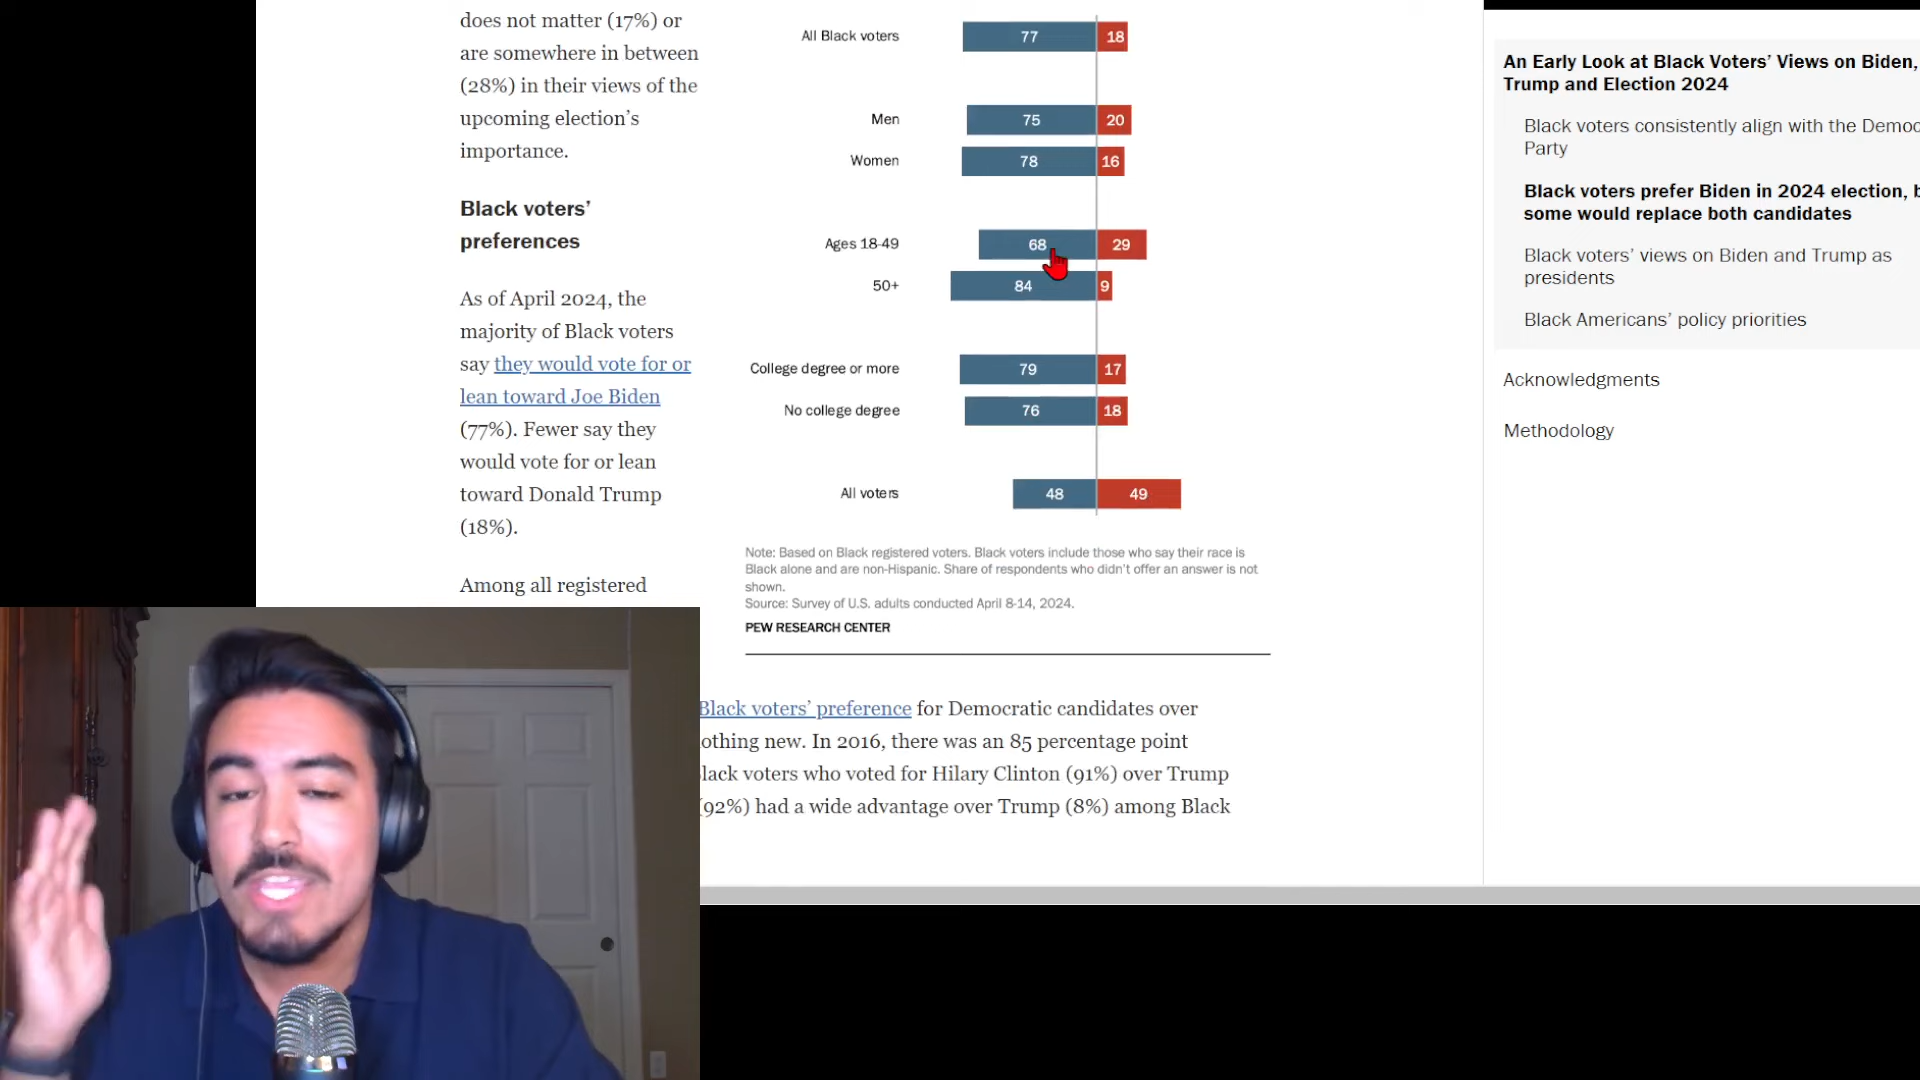 does not matter (17%) or
are somewhere in between
(28%) in their views of the
upcoming election’s
importance.
Black voters’
preferences
As of April 2024, the
majority of Black voters
say they would vote for or
lean toward Joe Biden
(77%). Fewer say they
would vote for or lean
toward Donald Trump
(18%).
Among all registered
All Black voters 77 18
Men 75 20
Women 78 16
Ages 18-49 68 29
50+ 84 9
College degree or more 79 17
No college degree 76 18
All voters 48 49
Note: Based on Black registered voters. Black voters include those who say their race is
Black alone and are non-Hispanic. Share of respondents who didn’t offer an answer is not
shown.
Source: Survey of U.S. adults conducted April 8-14, 2024.
PEW RESEARCH CENTER
Black voters’ preference for Democratic candidates over
othing new. In 2016, there was an 85 percentage point
lack voters who voted for Hilary Clinton (91%) over Trump
(92%) had a wide advantage over Trump (8%) among Black
An Early Look at Black Voters’ Views on Biden,
Trump and Election 2024
Black voters consistently align with the Democ
Party
Black voters prefer Biden in 2024 election, b
some would replace both candidates
Black voters’ views on Biden and Trump as
presidents
Black Americans’ policy priorities
Acknowledgments
Methodology